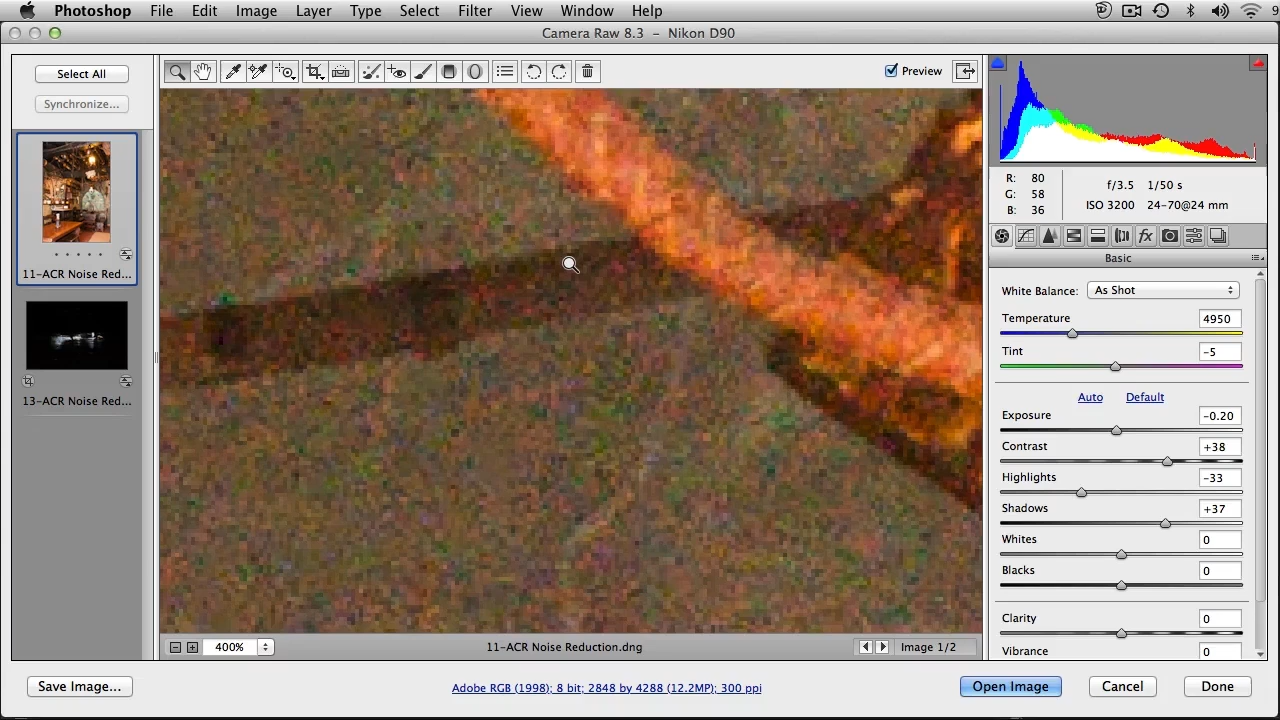 Photoshop File Edit Image Layer Type Select Filter View Window Help 9
Camera Raw 8.3 – Nikon D90
Select All
Synchronize...
Preview
11-ACR Noise Red...
13-ACR Noise Red...
R: 80
G: 58
B: 36
f/3.5 1/50 s
ISO 3200 24-70@24 mm
fx
Basic
White Balance: As Shot
Temperature 4950
Tint -5
Auto Default
Exposure -0.20
Contrast +38
Highlights -33
Shadows +37
Whites 0
Blacks 0
Clarity 0
Vibrance 0
400%
11-ACR Noise Reduction.dng
Image 1/2
Save Image...
Adobe RGB (1998); 8 bit; 2848 by 4288 (12.2MP); 300 ppi
Open Image
Cancel
Done